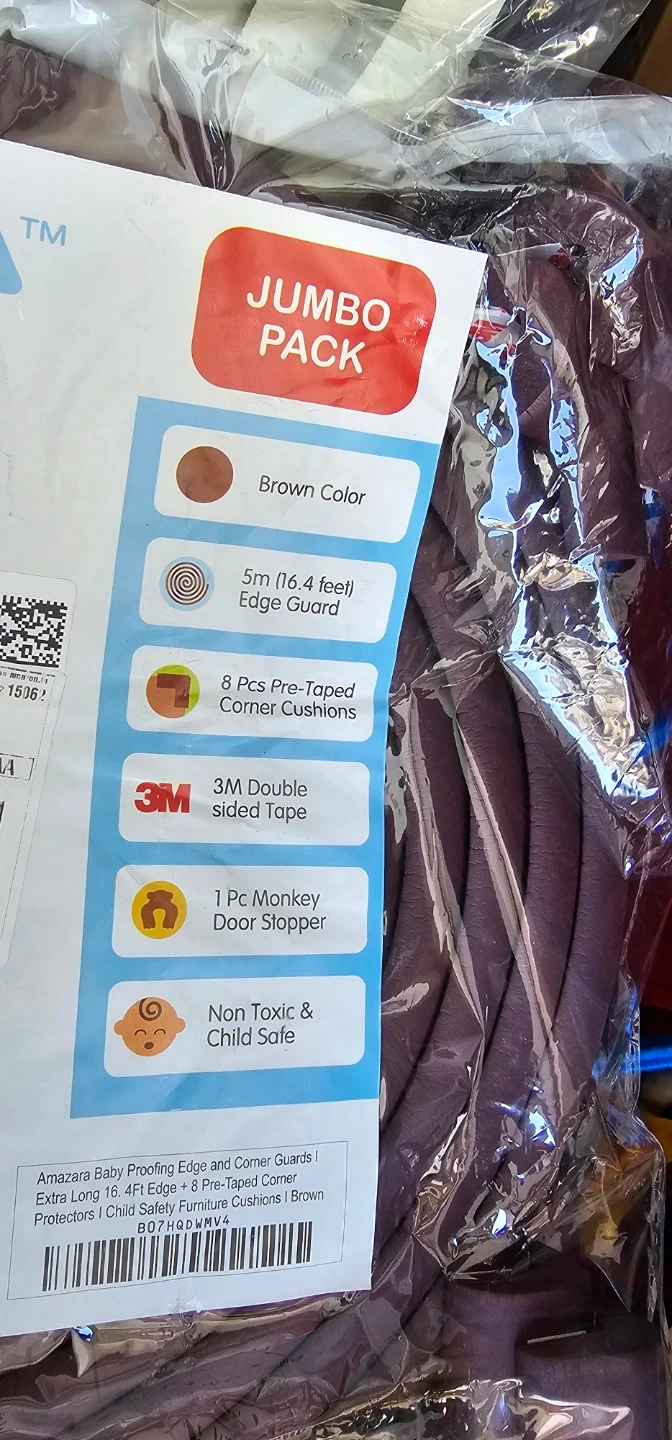 TM
JUMBO
PACK
Brown Color
5m (16.4 feet)
Edge Guard
8 Pcs Pre-Taped
Corner Cushions
3M
3M Double
sided Tape
1 Pc Monkey
Door Stopper
Non Toxic &
Child Safe
Amazara Baby Proofing Edge and Corner Guards |
Extra Long 16. 4Ft Edge + 8 Pre-Taped Corner
Protectors | Child Safety Furniture Cushions | Brown
B07HQDWMV4